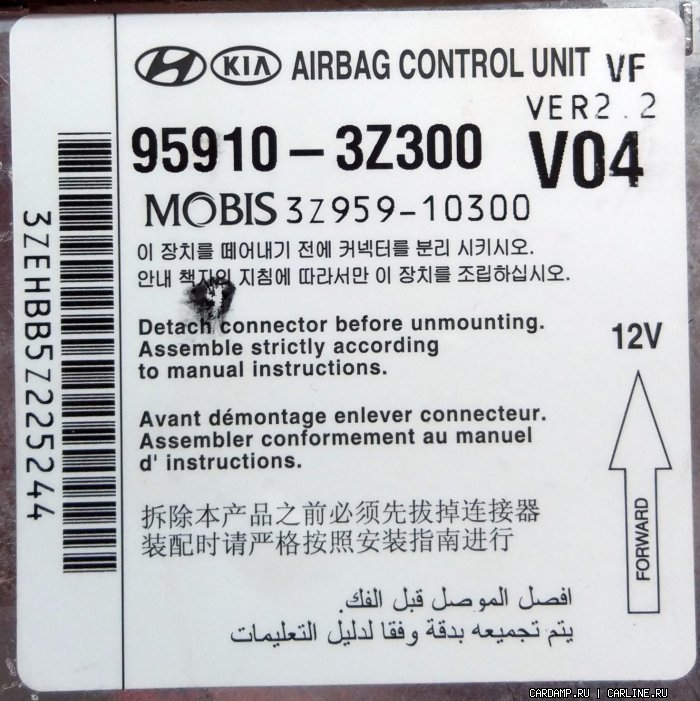 HYUNDAI KIA AIRBAG CONTROL UNIT VF
VER2.2
95910-3Z300 V04
MOBIS 3Z959-10300
이 장치를 떼어내기 전에 커넥터를 분리 시키시오.
안내 책자의 지침에 따라서만 이 장치를 조립하십시오.
Detach connector before unmounting.
Assemble strictly according
to manual instructions.
12V
Avant démontage enlever connecteur.
Assembler conformement au manuel
d' instructions.
FORWARD
拆除本产品之前必须先拔掉连接器
装配时请严格按照安装指南进行
افصل الموصل قبل الفك.
يتم تجميعه بدقة وفقا لدليل التعليمات
3ZEHBB5Z225244
CARDAMP.RU | CARLINE.RU